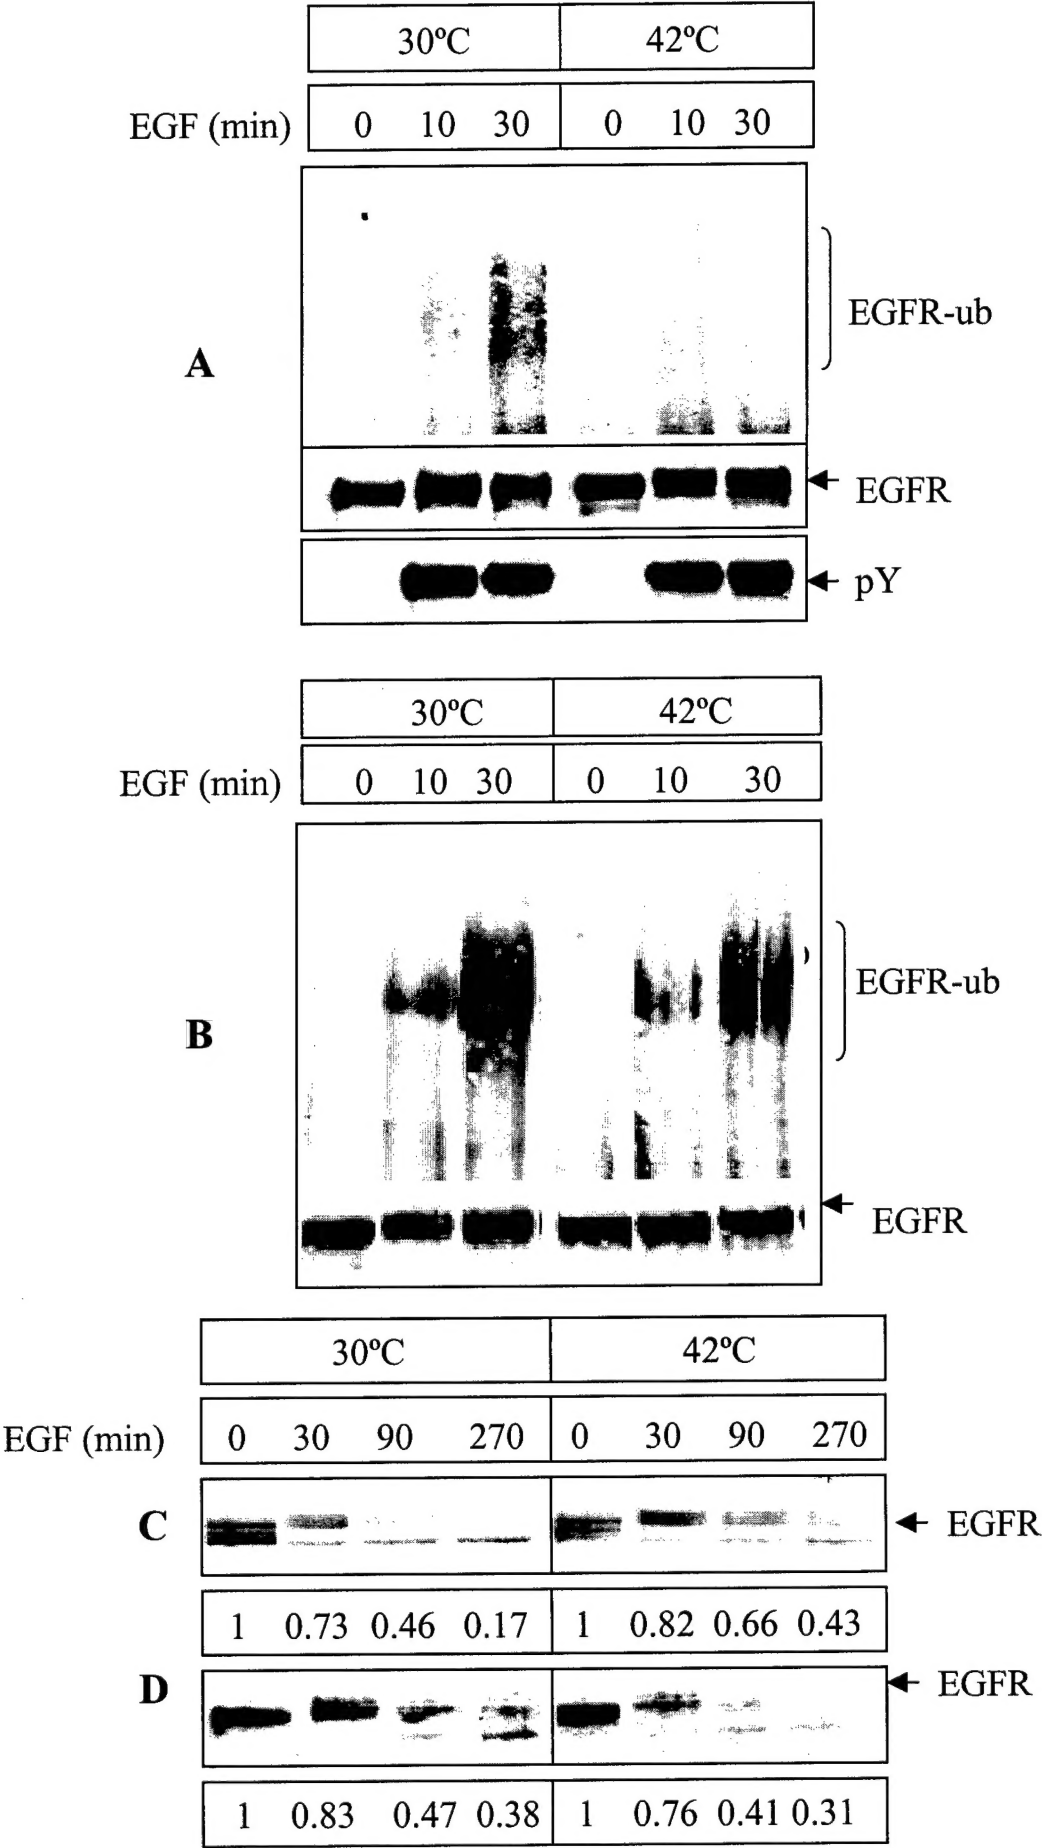 30ºC 42ºC
EGF (min) 0 10 30 0 10 30
EGFR-ub
A
EGFR
pY
30ºC 42ºC
EGF (min) 0 10 30 0 10 30
EGFR-ub
B
EGFR
30ºC 42ºC
EGF (min) 0 30 90 270 0 30 90 270
C EGFR
1 0.73 0.46 0.17 1 0.82 0.66 0.43
D EGFR
1 0.83 0.47 0.38 1 0.76 0.41 0.31